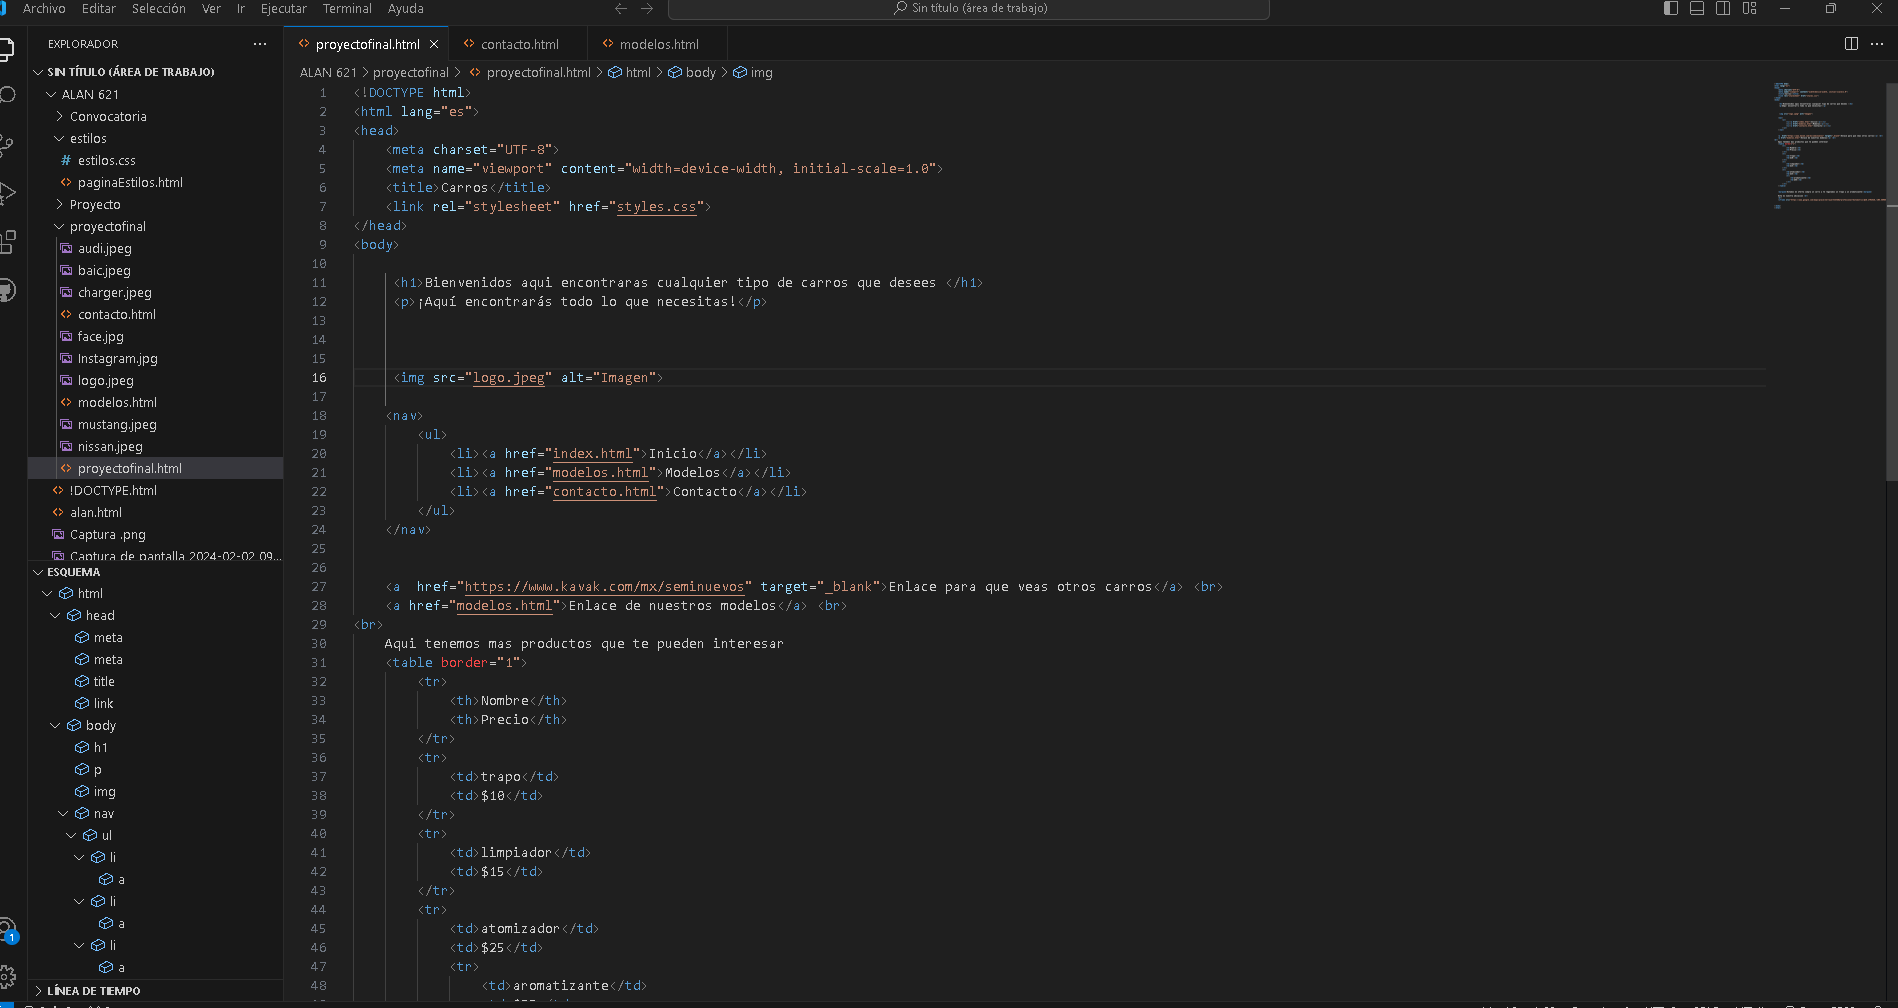 Archivo Editar Selección Ver Ir Ejecutar Terminal Ayuda
Sin título (área de trabajo)
EXPLORADOR
SIN TÍTULO (ÁREA DE TRABAJO)
ALAN 621
Convocatoria
estilos
estilos.css
paginaEstilos.html
Proyecto
proyectofinal
audi.jpeg
baic.jpeg
charger.jpeg
contacto.html
face.jpg
Instagram.jpg
logo.jpeg
modelos.html
mustang.jpeg
nissan.jpeg
proyectofinal.html
!DOCTYPE.html
alan.html
Captura .png
Captura de pantalla 2024-02-02 09...
ESQUEMA
html
head
meta
meta
title
link
body
h1
p
img
nav
ul
li
a
li
a
li
a
LÍNEA DE TIEMPO
1
proyectofinal.html contacto.html modelos.html
ALAN 621 > proyectofinal > proyectofinal.html > html > body > img
1 <!DOCTYPE html>
2 <html lang="es">
3 <head>
4 <meta charset="UTF-8">
5 <meta name="viewport" content="width=device-width, initial-scale=1.0">
6 <title>Carros</title>
7 <link rel="stylesheet" href="styles.css">
8 </head>
9 <body>
10
11 <h1>Bienvenidos aqui encontraras cualquier tipo de carros que desees </h1>
12 <p>¡Aquí encontrarás todo lo que necesitas!</p>
13
14
15
16 <img src="logo.jpeg" alt="Imagen">
17
18 <nav>
19 <ul>
20 <li><a href="index.html">Inicio</a></li>
21 <li><a href="modelos.html">Modelos</a></li>
22 <li><a href="contacto.html">Contacto</a></li>
23 </ul>
24 </nav>
25
26
27 <a  href="https://www.kavak.com/mx/seminuevos" target="_blank">Enlace para que veas otros carros</a> <br>
28 <a href="modelos.html">Enlace de nuestros modelos</a> <br>
29 <br>
30 Aqui tenemos mas productos que te pueden interesar
31 <table border="1">
32 <tr>
33 <th>Nombre</th>
34 <th>Precio</th>
35 </tr>
36 <tr>
37 <td>trapo</td>
38 <td>$10</td>
39 </tr>
40 <tr>
41 <td>limpiador</td>
42 <td>$15</td>
43 </tr>
44 <tr>
45 <td>atomizador</td>
46 <td>$25</td>
47 <tr>
48 <td>aromatizante</td>